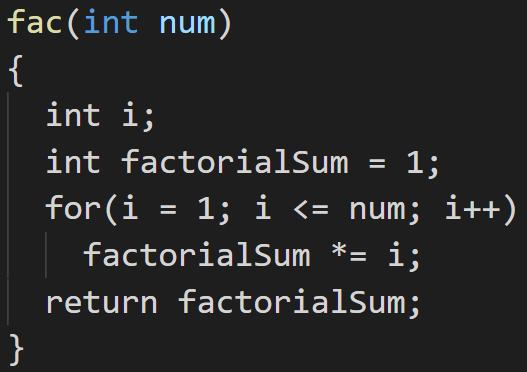 fac(int num)
{
int i;
int factorialSum = 1;
for(i = 1; i <= num; i++)
factorialSum *= i;
return factorialSum;
}